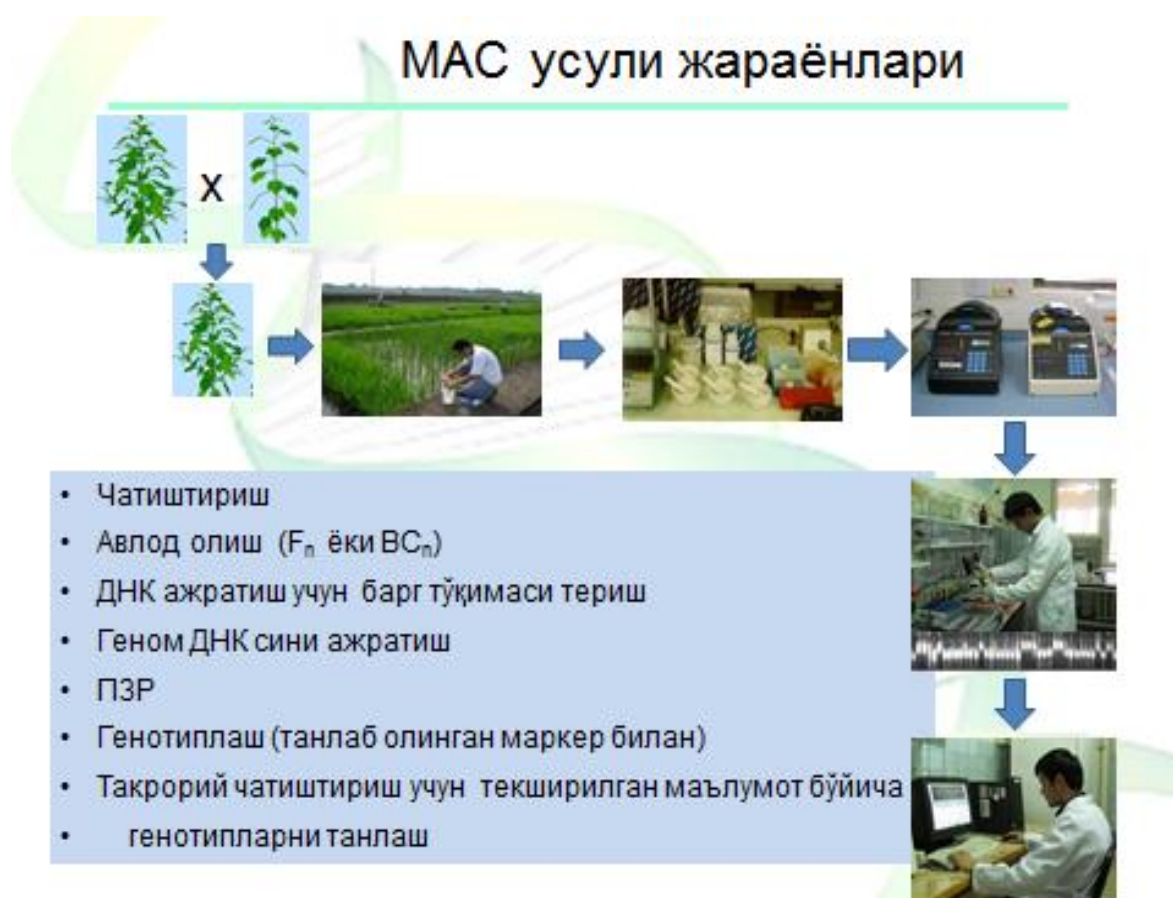 МАС усули жараёнлари
х
• Чатиштириш
• Авлод олиш (Fₙ ёки BCₙ)
• ДНК ажратиш учун барг тўқимаси териш
• Геном ДНК сини ажратиш
• ПЗР
• Генотиплаш (танлаб олинган маркер билан)
• Такрорий чатиштириш учун текширилган маълумот бўйича
• генотипларни танлаш